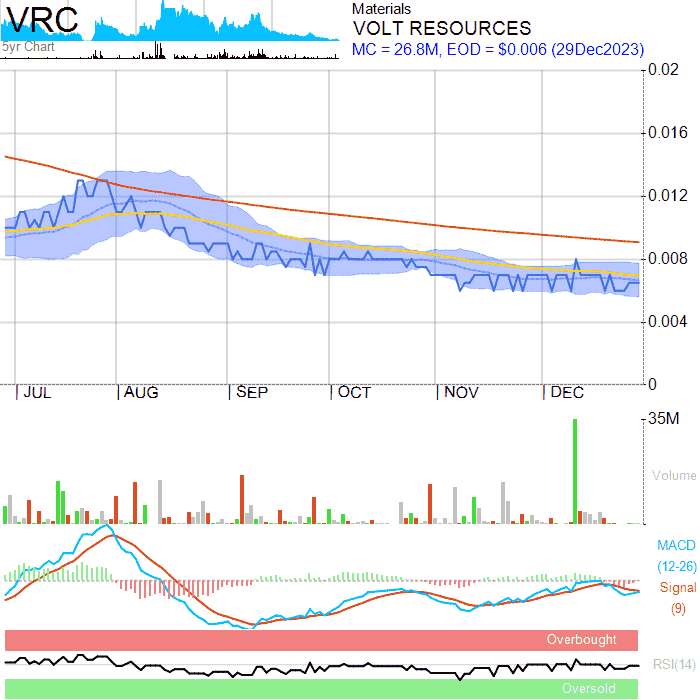 VRC
5yr Chart
Materials
VOLT RESOURCES
MC = 26.8M, EOD = $0.006 (29Dec2023)
0.02
0.016
0.012
0.008
0.004
0
JUL AUG SEP OCT NOV DEC
35M
Volume
MACD
(12-26)
Signal
(9)
Overbought
RSI(14)
Oversold